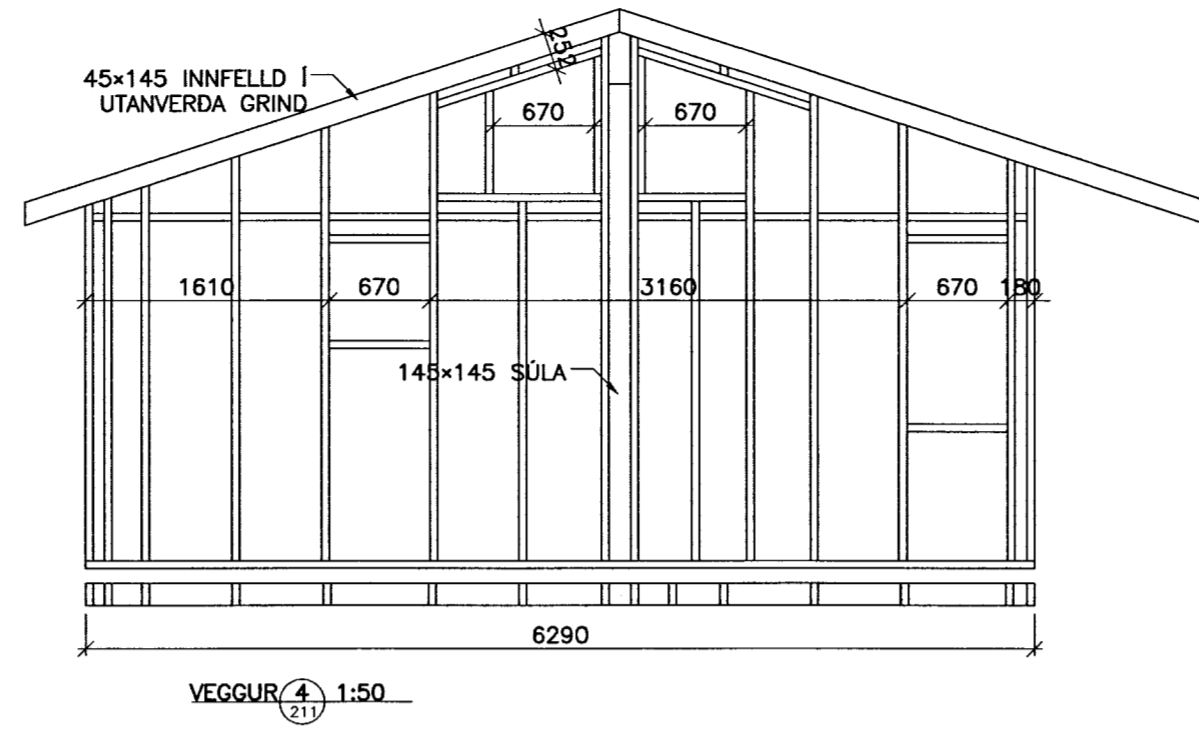 252
45×145 INNFELLD Í
UTANVERÐA GRIND
670
670
1610
670
3160
670
180
145×145 SÚLA
6290
VEGGUR 4 1:50
211